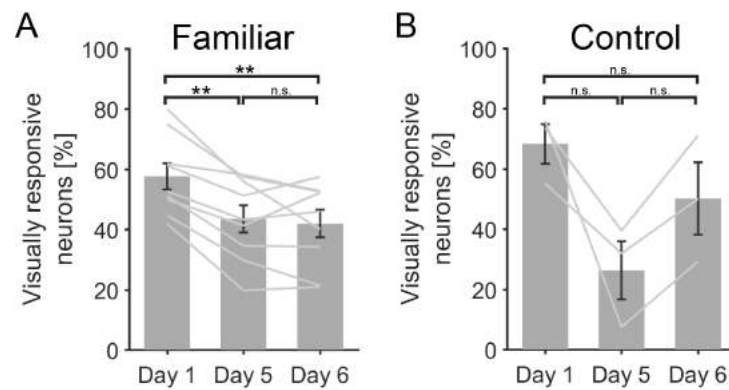 A
Familiar
Visually responsive
neurons [%]
100
80
60
40
20
0
**
**
n.s.
Day 1
Day 5
Day 6
B
Control
Visually responsive
neurons [%]
100
80
60
40
20
0
n.s.
n.s.
n.s.
Day 1
Day 5
Day 6